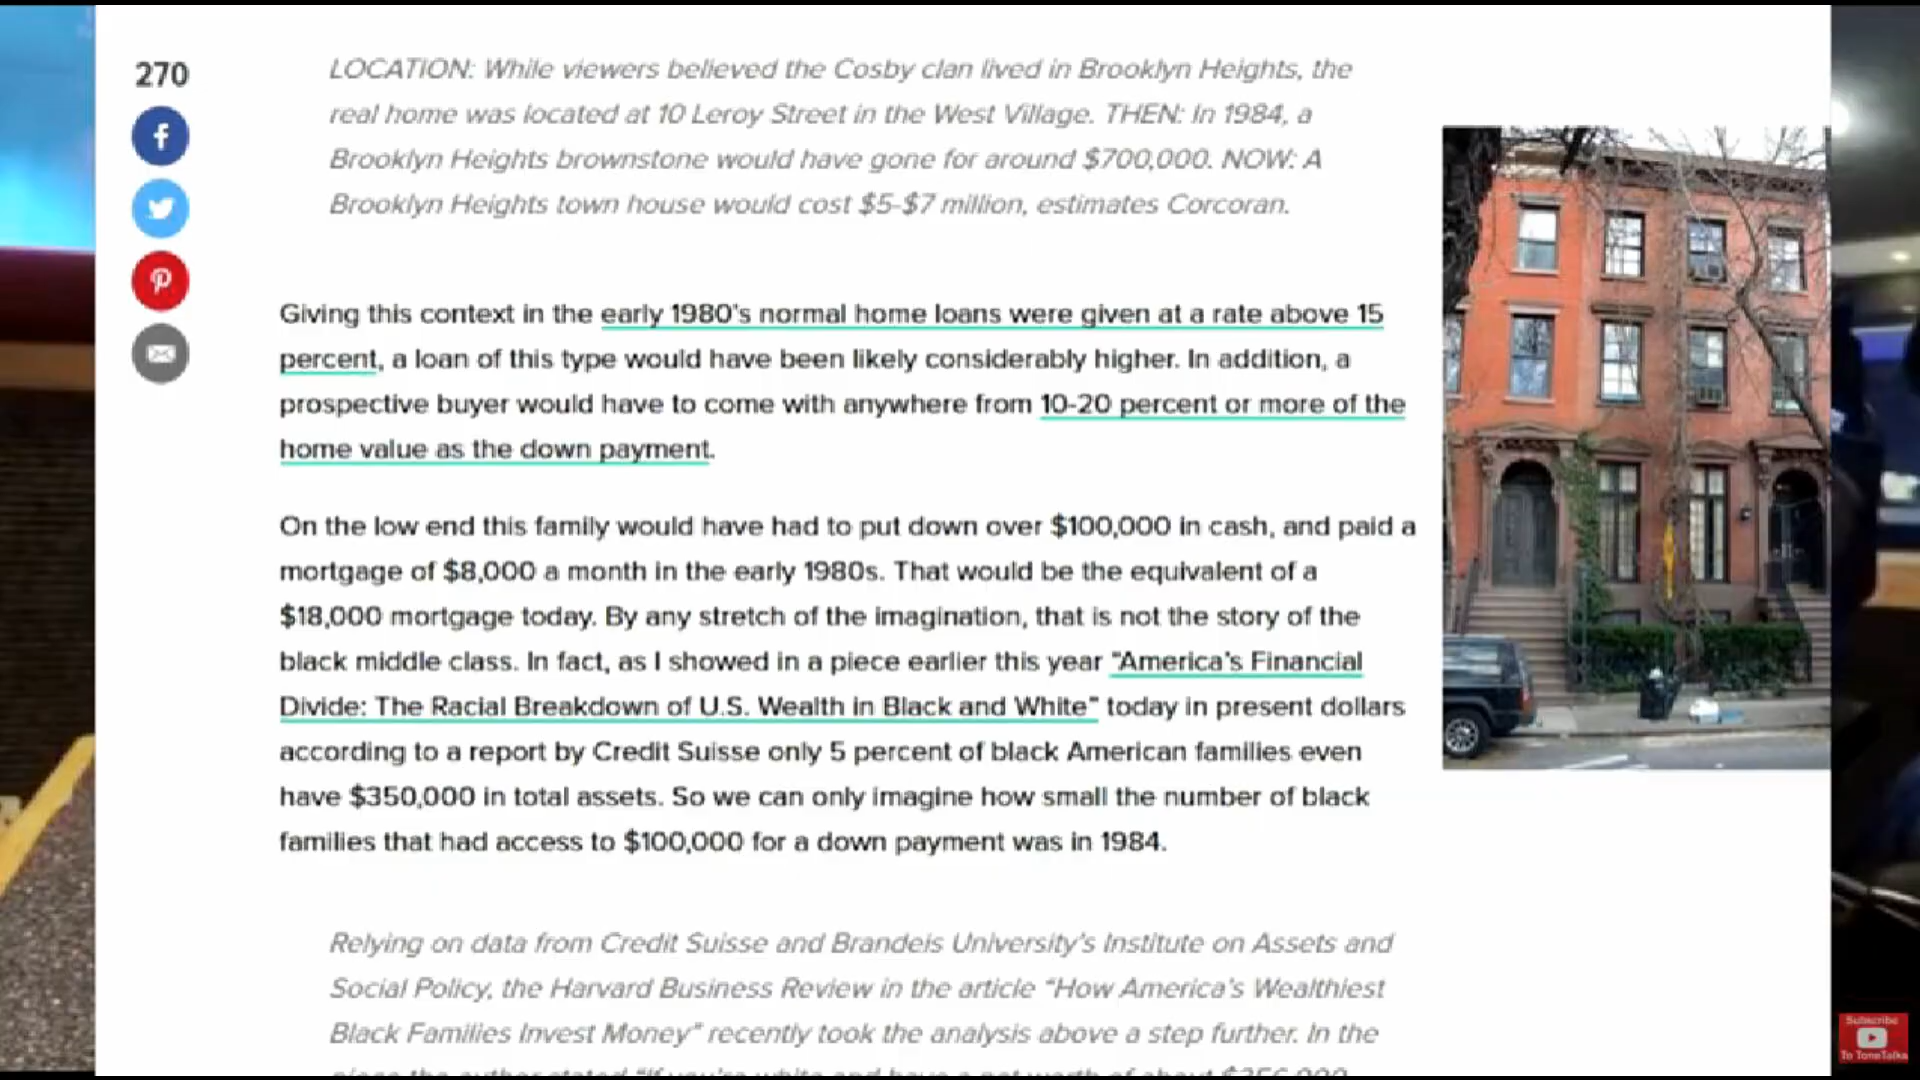 270
LOCATION: While viewers believed the Cosby clan lived in Brooklyn Heights, the
real home was located at 10 Leroy Street in the West Village. THEN: In 1984, a
Brooklyn Heights brownstone would have gone for around $700,000. NOW: A
Brooklyn Heights town house would cost $5-$7 million, estimates Corcoran.
Giving this context in the early 1980's normal home loans were given at a rate above 15
percent, a loan of this type would have been likely considerably higher. In addition, a
prospective buyer would have to come with anywhere from 10-20 percent or more of the
home value as the down payment.
On the low end this family would have had to put down over $100,000 in cash, and paid a
mortgage of $8,000 a month in the early 1980s. That would be the equivalent of a
$18,000 mortgage today. By any stretch of the imagination, that is not the story of the
black middle class. In fact, as I showed in a piece earlier this year "America's Financial
Divide: The Racial Breakdown of U.S. Wealth in Black and White" today in present dollars
according to a report by Credit Suisse only 5 percent of black American families even
have $350,000 in total assets. So we can only imagine how small the number of black
families that had access to $100,000 for a down payment was in 1984.
Relying on data from Credit Suisse and Brandeis University's Institute on Assets and
Social Policy, the Harvard Business Review in the article "How America's Wealthiest
Black Families Invest Money" recently took the analysis above a step further. In the
Subscribe
To ToneTalks